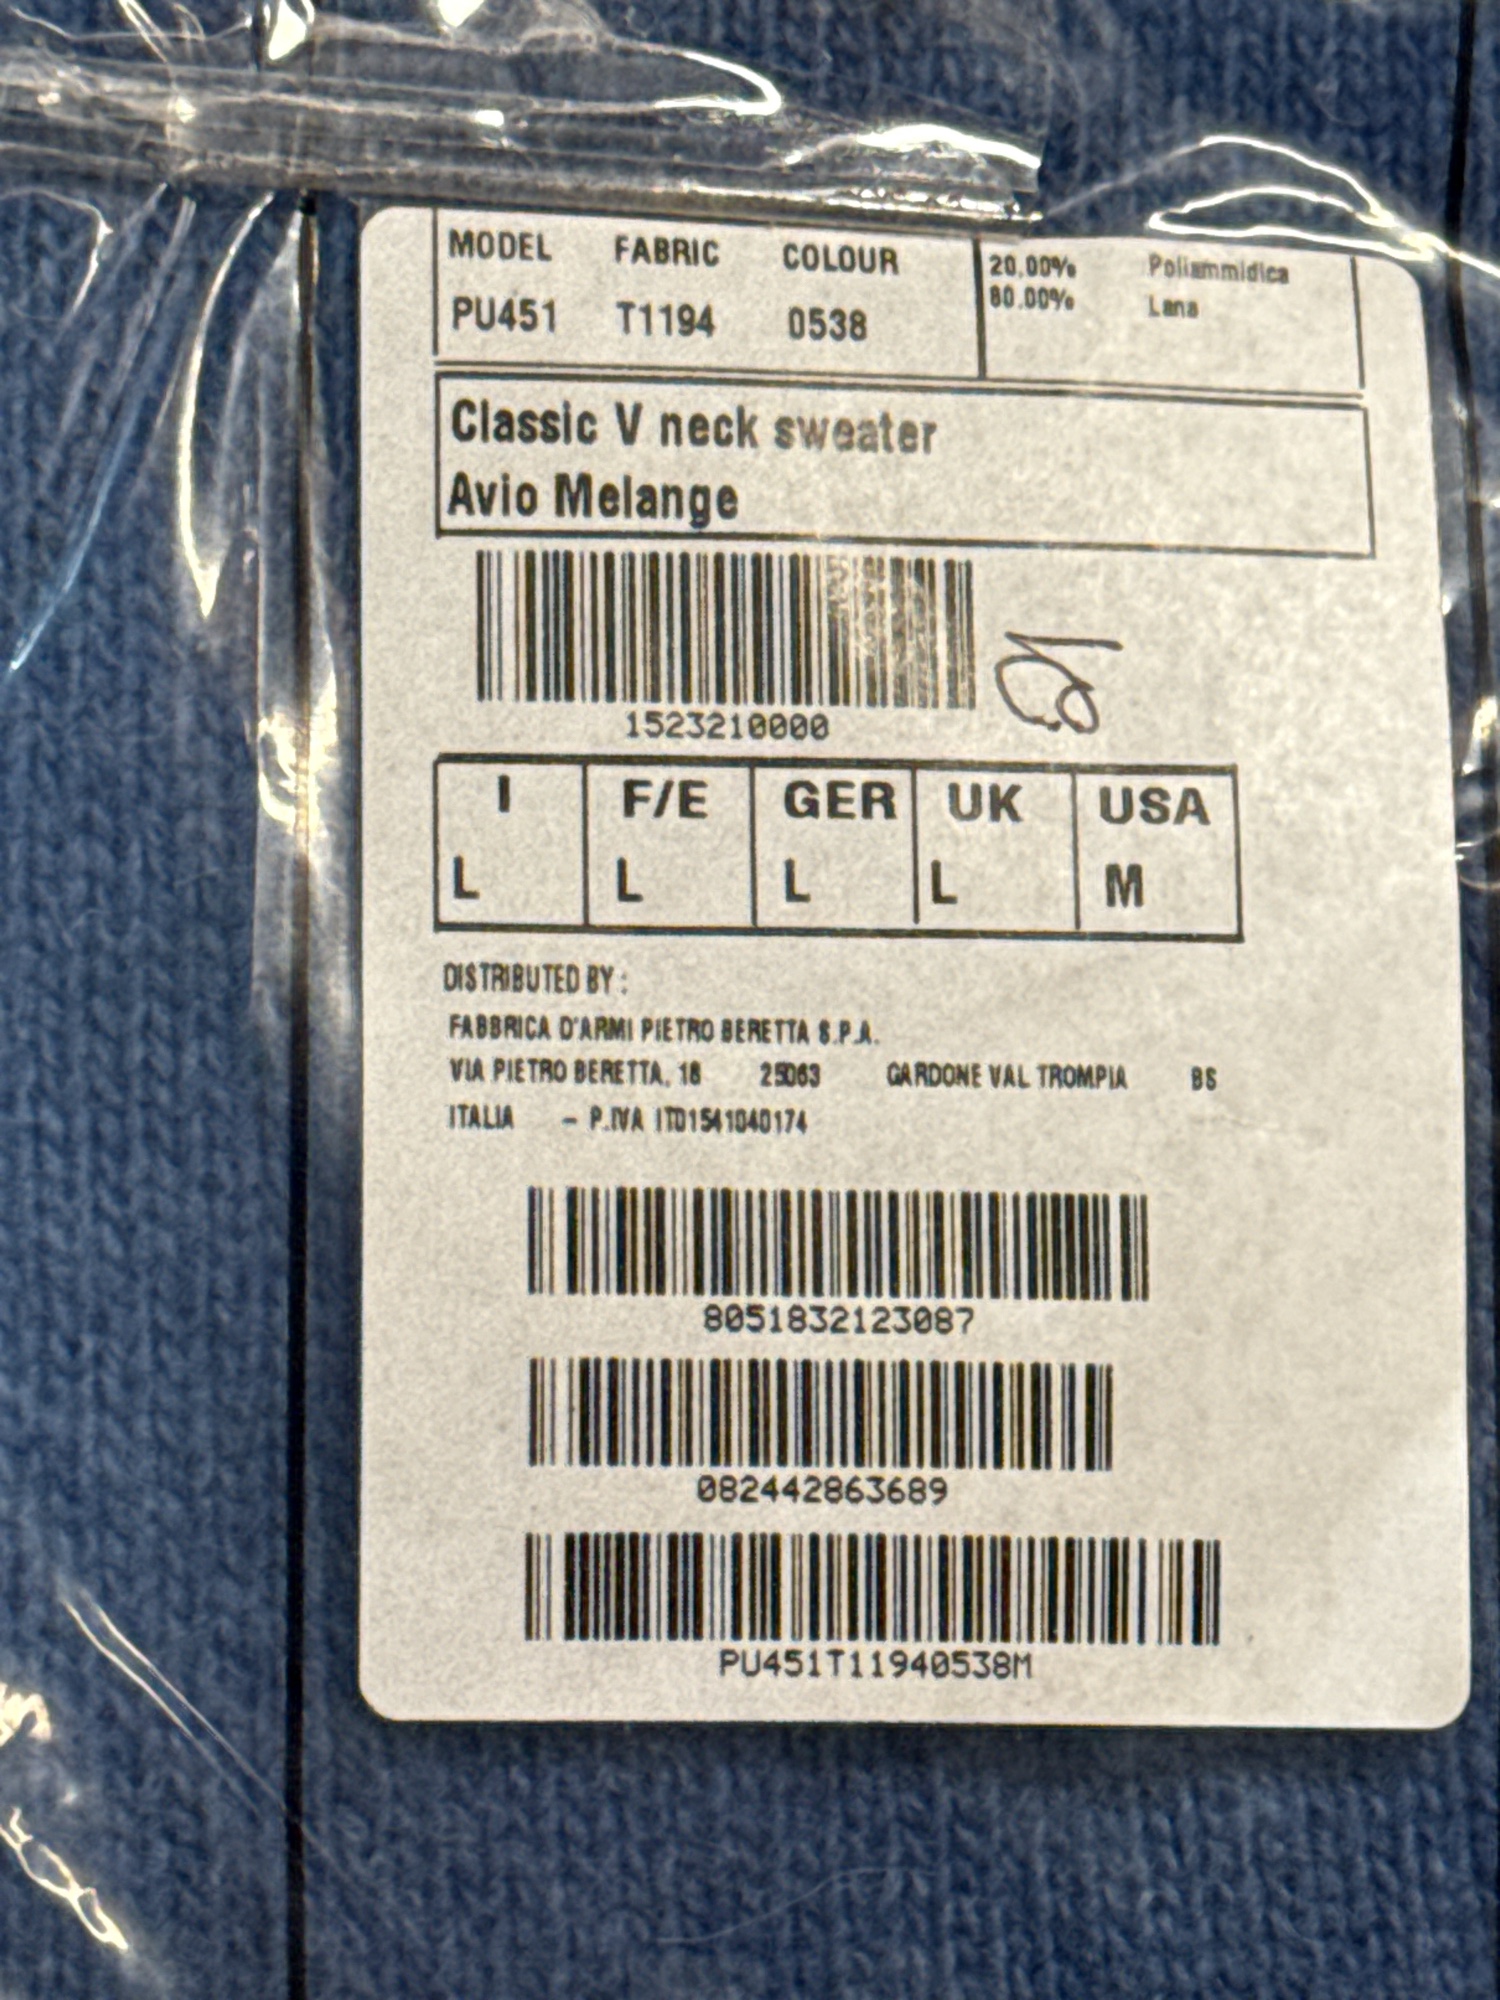 MODEL FABRIC COLOUR
PU451 T1194 0538
20.00% Poliammidica
80.00% Lana
Classic V neck sweater
Avio Melange
1523210000
I F/E GER UK USA
L L L L M
DISTRIBUTED BY :
FABBRICA D'ARMI PIETRO BERETTA S.P.A.
VIA PIETRO BERETTA, 18 25063 GARDONE VAL TROMPIA BS
ITALIA - P.IVA IT01541040174
8051832123087
082442863689
PU451T11940538M